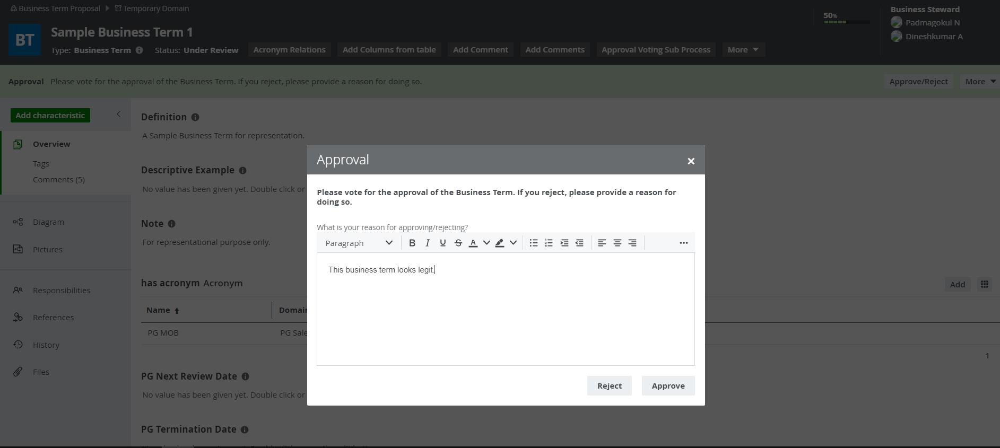 Business Term Proposal Temporary Domain
BT
Sample Business Term 1
Type: Business Term Status: Under Review
Acronym Relations Add Columns from table Add Comment Add Comments Approval Voting Sub Process More
50%
Business Steward
Padmagokul N
Dineshkumar A
Approval Please vote for the approval of the Business Term. If you reject, please provide a reason for doing so.
Approve/Reject More
Add characteristic
Overview
Tags
Comments (5)
Diagram
Pictures
Responsibilities
References
History
Files
Definition
A Sample Business Term for representation.
Descriptive Example
No value has been given yet. Double click or
Note
For representational purpose only.
has acronym Acronym
Add
Name Domain
PG MOB PG Sale
1
PG Next Review Date
No value has been given yet. Double click or
PG Termination Date
Approval
Please vote for the approval of the Business Term. If you reject, please provide a reason for
doing so.
What is your reason for approving/rejecting?
Paragraph B I U S A
This business term looks legit.
Reject Approve